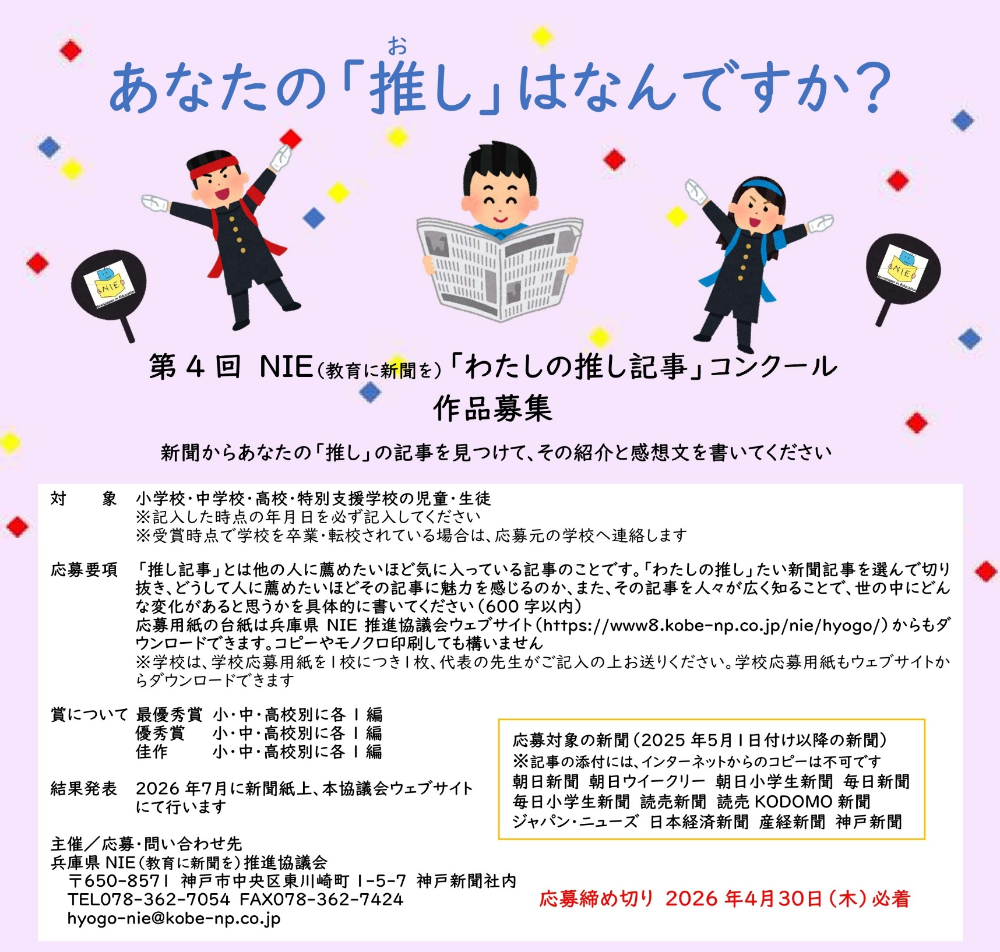 お
あなたの「推し」はなんですか？
NIE
Newspaper in Education
NIE
Newspaper in Education
第4回 NIE(教育に新聞を)「わたしの推し記事」コンクール
作品募集
新聞からあなたの「推し」の記事を見つけて、その紹介と感想文を書いてください
対　象 小学校・中学校・高校・特別支援学校の児童・生徒
※記入した時点の年月日を必ず記入してください
※受賞時点で学校を卒業・転校されている場合は、応募元の学校へ連絡します
応募要項 「推し記事」とは他の人に薦めたいほど気に入っている記事のことです。「わたしの推し」たい新聞記事を選んで切り
抜き、どうして人に薦めたいほどその記事に魅力を感じるのか、また、その記事を人々が広く知ることで、世の中にどん
な変化があると思うかを具体的に書いてください(600字以内)
応募用紙の台紙は兵庫県 NIE 推進協議会ウェブサイト(https://www8.kobe-np.co.jp/nie/hyogo/)からもダ
ウンロードできます。コピーやモノクロ印刷しても構いません
※学校は、学校応募用紙を1校につき1枚、代表の先生がご記入の上お送りください。学校応募用紙もウェブサイトか
らダウンロードできます
賞について 最優秀賞 小・中・高校別に各 1 編
優秀賞 小・中・高校別に各 1 編
佳作 小・中・高校別に各 1 編
結果発表 2026年7月に新聞紙上、本協議会ウェブサイト
にて行います
応募対象の新聞(2025年5月1日付け以降の新聞)
※記事の添付には、インターネットからのコピーは不可です
朝日新聞 朝日ウイークリー 朝日小学生新聞 毎日新聞
毎日小学生新聞 読売新聞 読売KODOMO新聞
ジャパン・ニューズ 日本経済新聞 産経新聞 神戸新聞
主催／応募・問い合わせ先
兵庫県NIE(教育に新聞を)推進協議会
〒650-8571 神戸市中央区東川崎町1-5-7 神戸新聞社内
TEL078-362-7054 FAX078-362-7424
hyogo-nie@kobe-np.co.jp
応募締め切り 2026年4月30日(木)必着